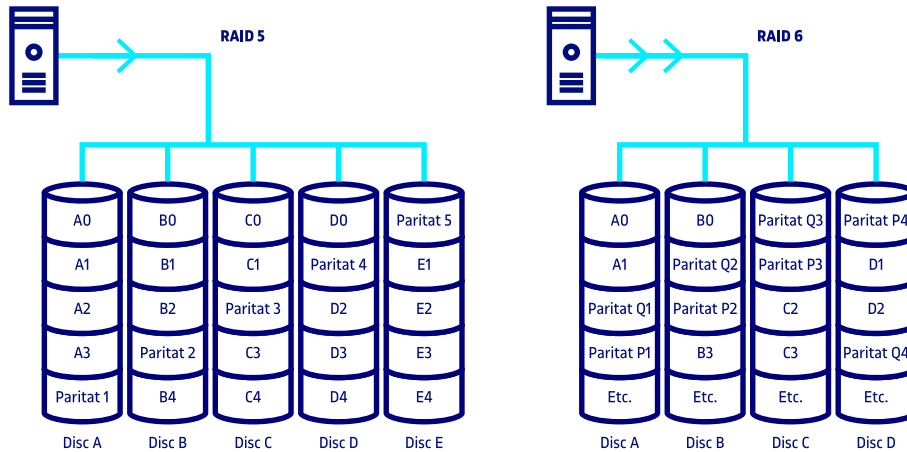 RAID 5
A0 B0 C0 D0 Paritat 5
A1 B1 C1 Paritat 4 E1
A2 B2 Paritat 3 D2 E2
A3 Paritat 2 C3 D3 E3
Paritat 1 B4 C4 D4 E4
Disc A Disc B Disc C Disc D Disc E
RAID 6
A0 B0 Paritat Q3 Paritat P4
A1 Paritat Q2 Paritat P3 D1
Paritat Q1 Paritat P2 C2 D2
Paritat P1 B3 C3 Paritat Q4
Etc. Etc. Etc. Etc.
Disc A Disc B Disc C Disc D